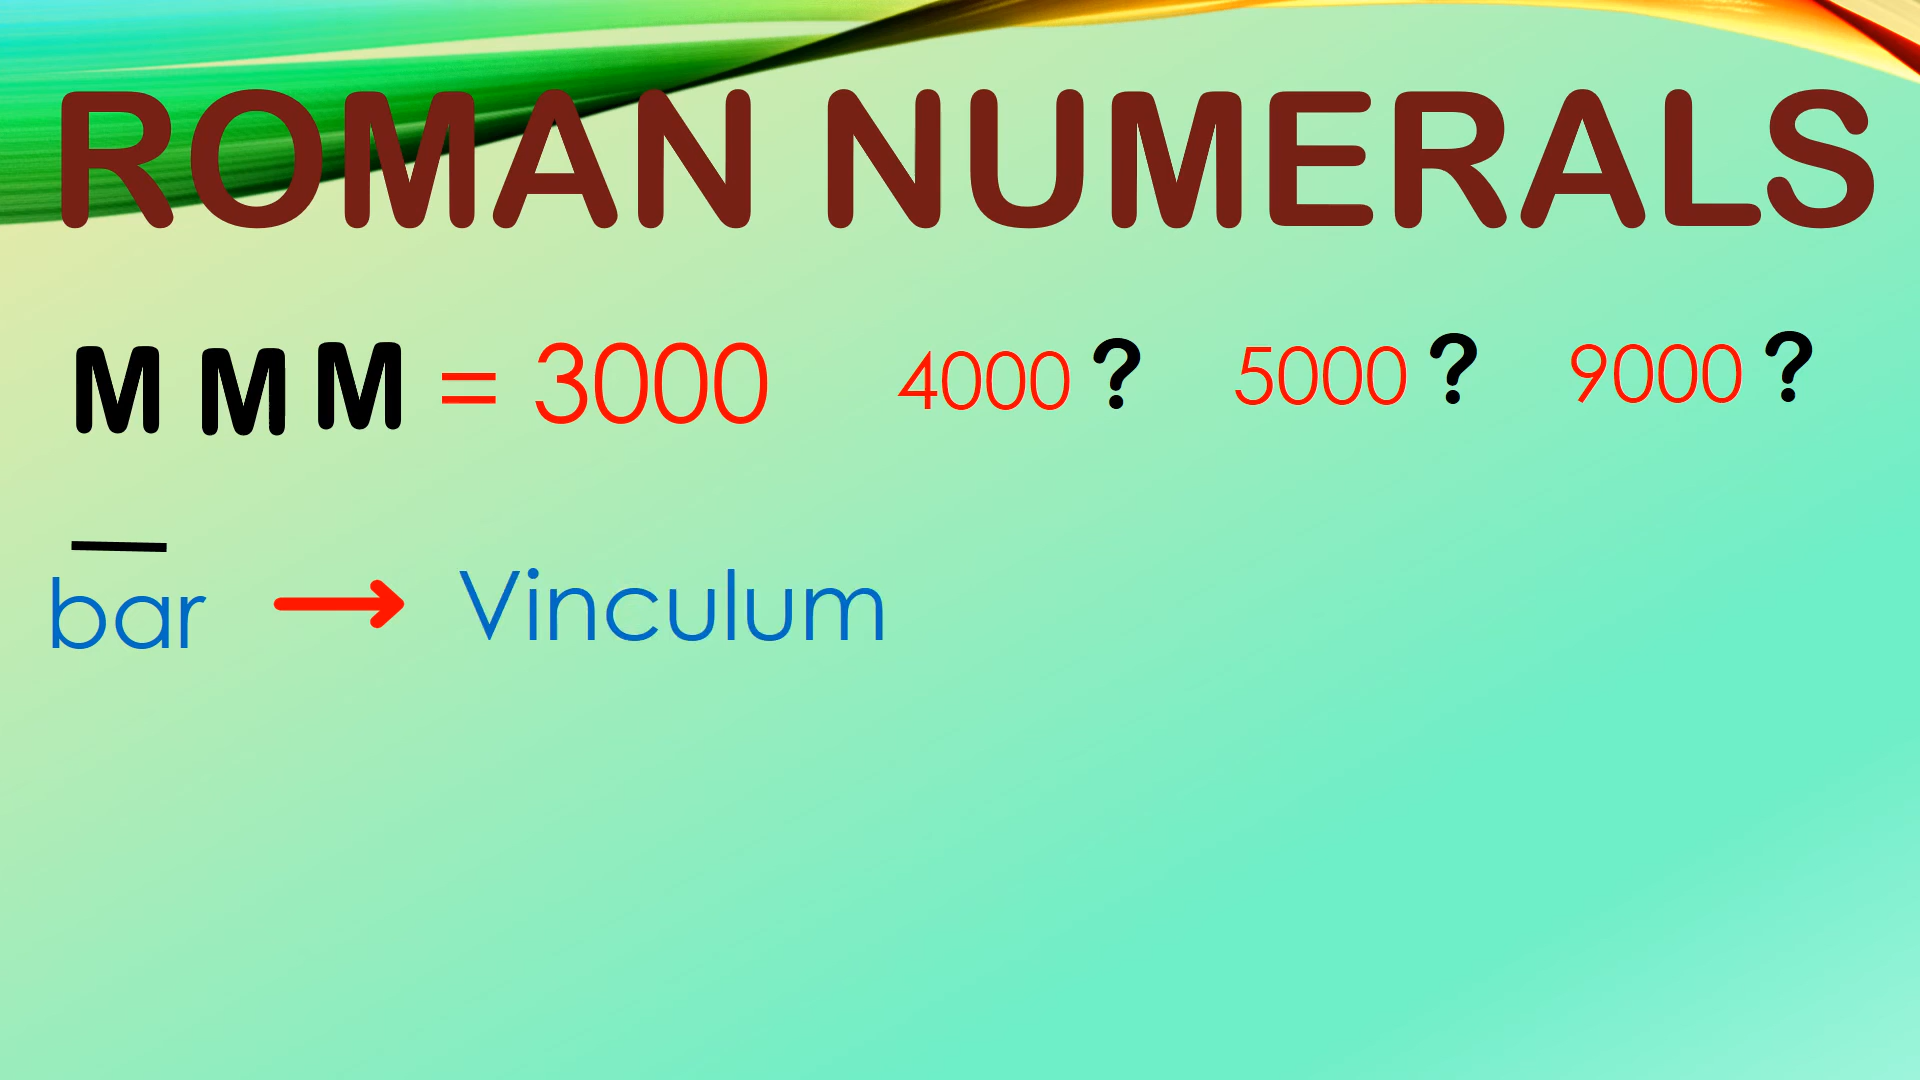 ROMAN NUMERALS
M M M = 3000 4000 ? 5000 ? 9000 ?
bar → Vinculum